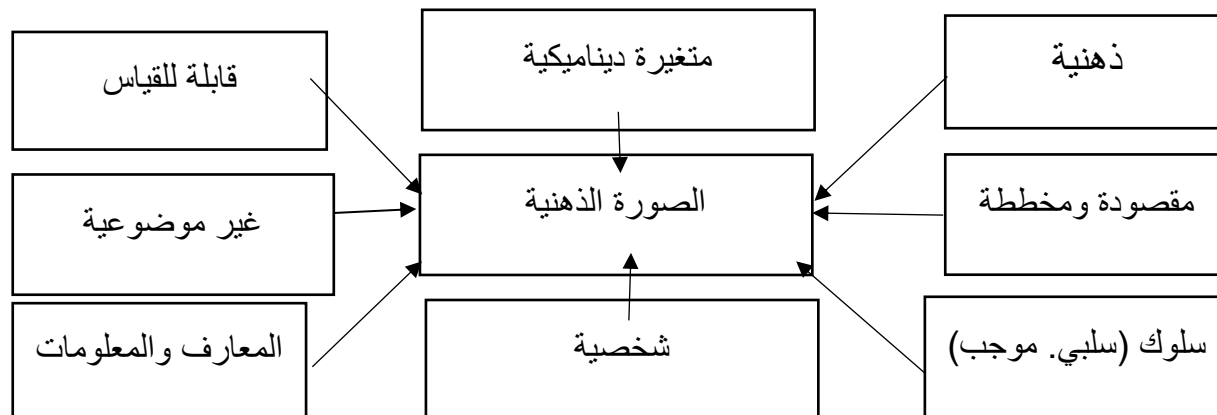 ذهنية
متغيرة ديناميكية
قابلة للقياس
مقصودة ومخططة
الصورة الذهنية
غير موضوعية
سلوك (سلبي. موجب)
شخصية
المعارف والمعلومات